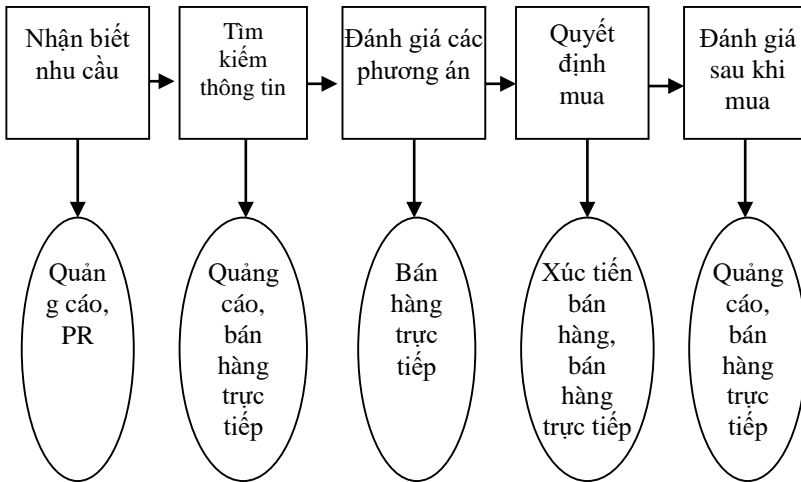 Nhận biết
nhu cầu
Tìm
kiếm
thông tin
Đánh giá các
phương án
Quyết
định
mua
Đánh giá
sau khi
mua
Quản
g cáo,
PR
Quảng
cáo,
bán
hàng
trực
tiếp
Bán
hàng
trực
tiếp
Xúc tiến
bán
hàng,
bán
hàng
trực tiếp
Quảng
cáo,
bán
hàng
trực
tiếp